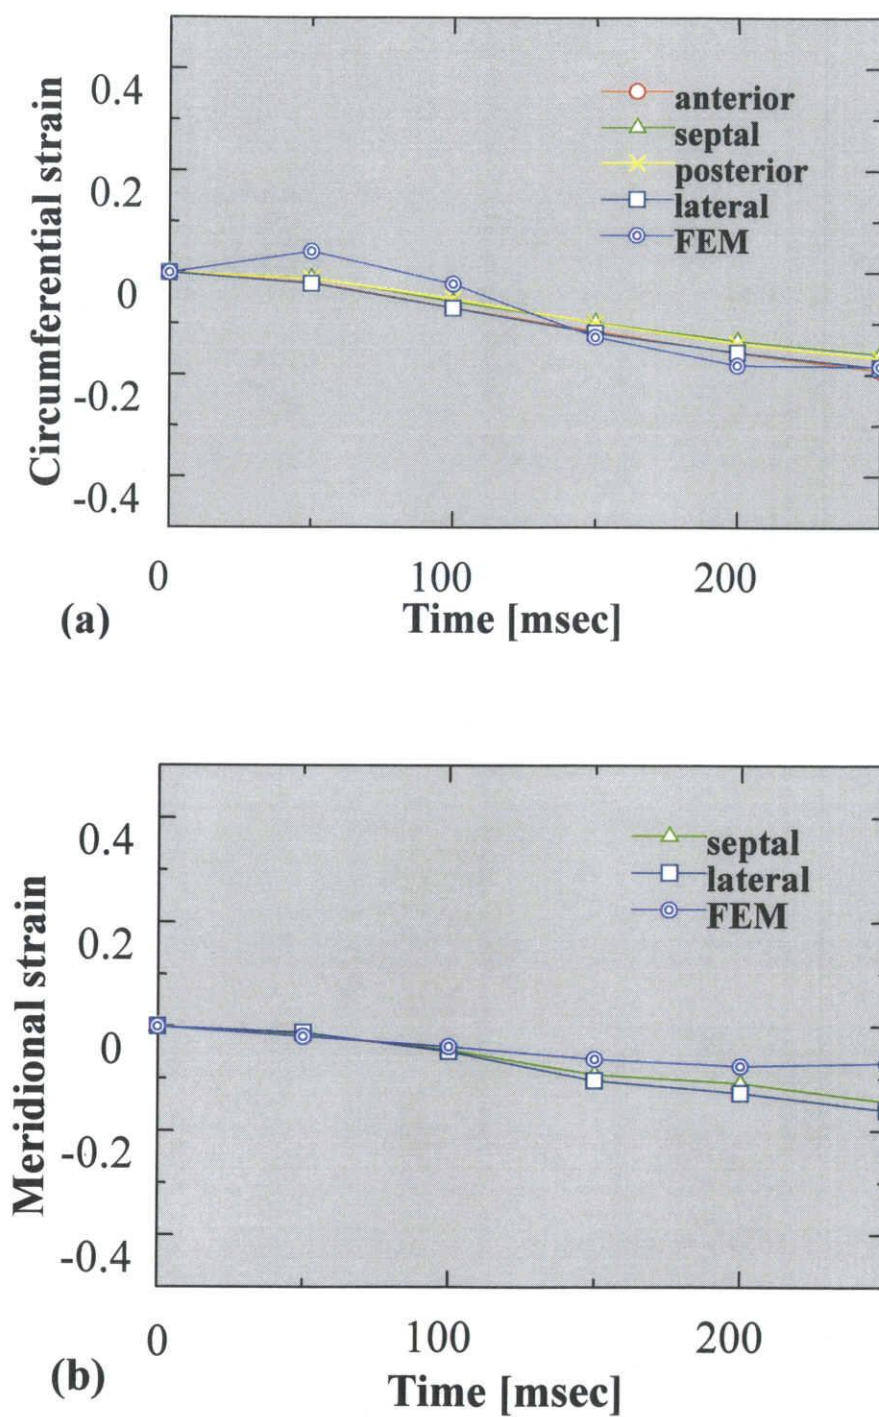 Circumferential strain
0.4
0.2
0
-0.2
-0.4
anterior
septal
posterior
lateral
FEM
0 100 200
(a) Time [msec]
Meridional strain
0.4
0.2
0
-0.2
-0.4
septal
lateral
FEM
0 100 200
(b) Time [msec]